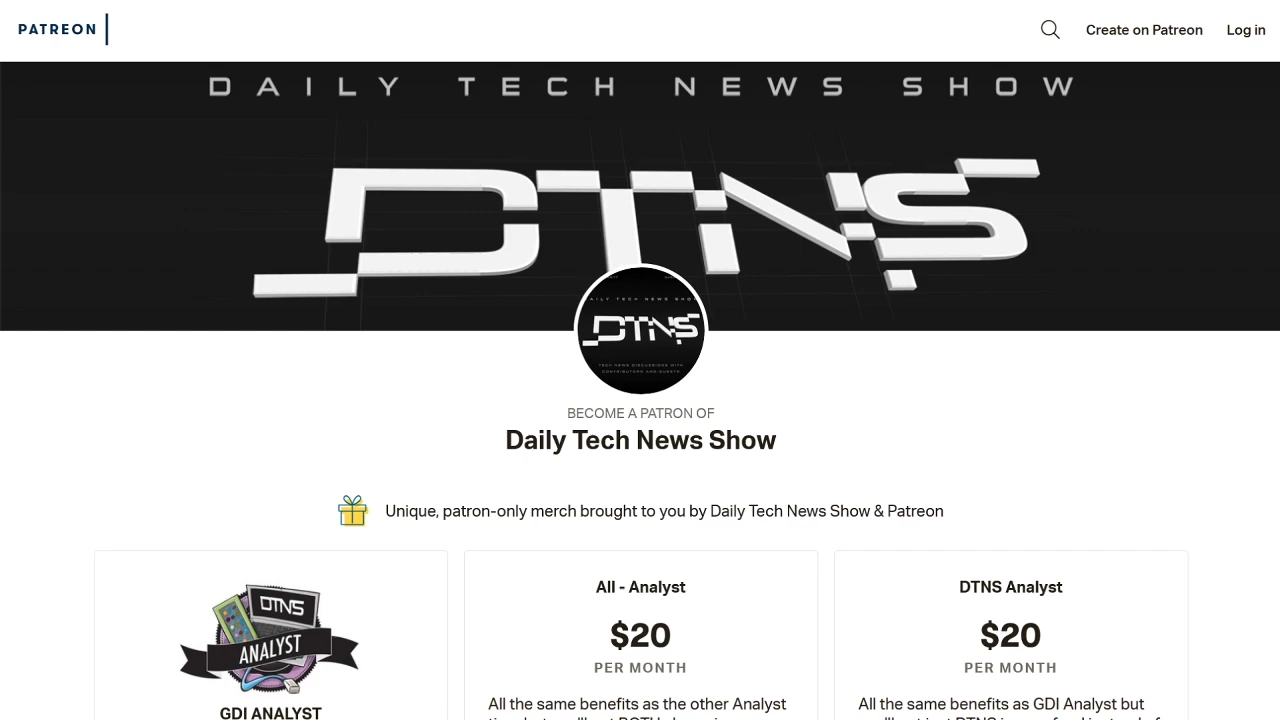 PATREON
Create on Patreon
Log in
DAILY TECH NEWS SHOW
DTNS
DTNS
BECOME A PATRON OF
Daily Tech News Show
Unique, patron-only merch brought to you by Daily Tech News Show & Patreon
DTNS
ANALYST
GDI ANALYST
All - Analyst
$20
PER MONTH
All the same benefits as the other Analyst
DTNS Analyst
$20
PER MONTH
All the same benefits as GDI Analyst but